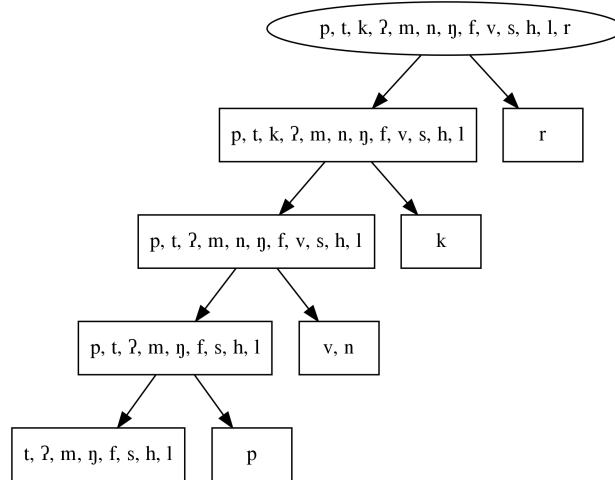 p, t, k, ʔ, m, n, ŋ, f, v, s, h, l, r
p, t, k, ʔ, m, n, ŋ, f, v, s, h, l
r
p, t, ʔ, m, n, ŋ, f, v, s, h, l
k
p, t, ʔ, m, ŋ, f, s, h, l
v, n
t, ʔ, m, ŋ, f, s, h, l
p